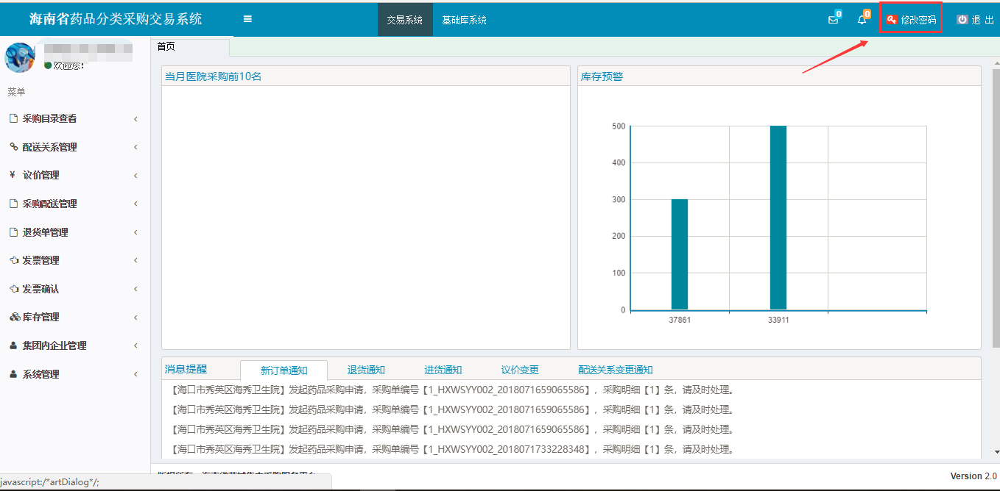 海南省药品分类采购交易系统
交易系统 基础库系统
0 0 修改密码 退 出
欢迎您:
首页
菜单
采购目录查看
配送关系管理
¥ 议价管理
采购配送管理
退货单管理
发票管理
发票确认
库存管理
集团内企业管理
系统管理
当月医院采购前10名
库存预警
500
400
300
200
100
0
37861 33911
消息提醒 新订单通知 退货通知 进货通知 议价变更 配送关系变更通知
【海口市秀英区海秀卫生院】发起药品采购申请，采购单编号【1_HXWSYY002_2018071659065586】，采购明细【1】条，请及时处理。
【海口市秀英区海秀卫生院】发起药品采购申请，采购单编号【1_HXWSYY002_2018071659065586】，采购明细【1】条，请及时处理。
【海口市秀英区海秀卫生院】发起药品采购申请，采购单编号【1_HXWSYY002_2018071659065586】，采购明细【1】条，请及时处理。
【海口市秀英区海秀卫生院】发起药品采购申请，采购单编号【1_HXWSYY002_2018071733228348】，采购明细【1】条，请及时处理。
Version 2.0
javascript:/*artDialog*/;